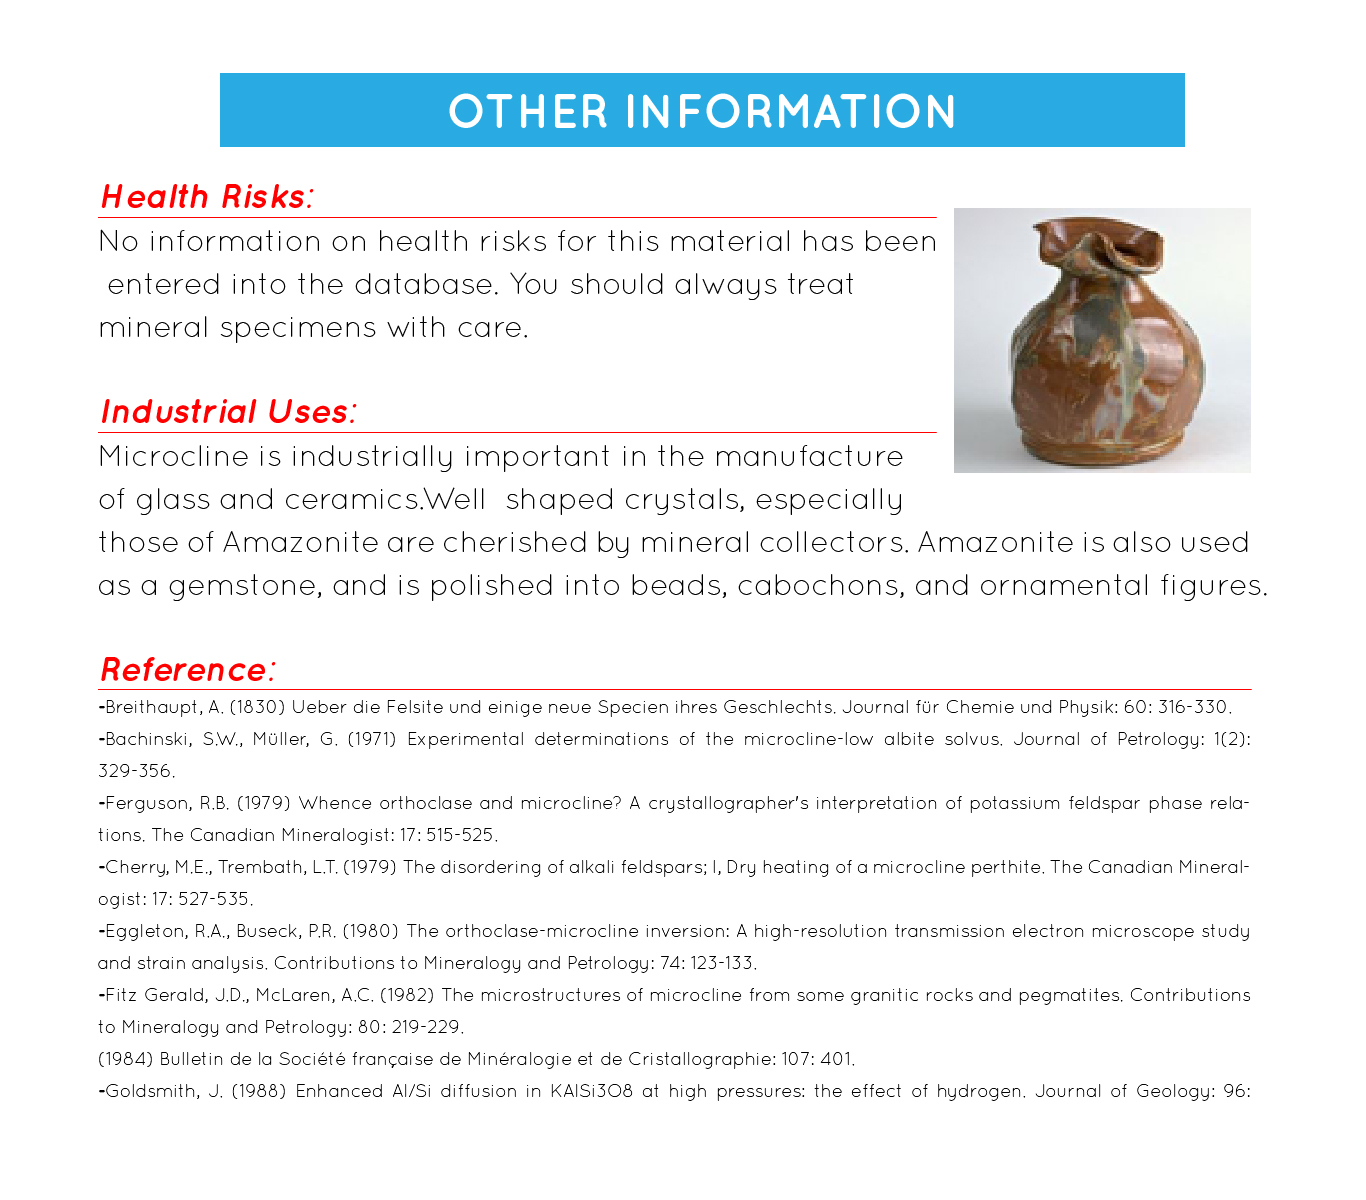 OTHER INFORMATION
Health Risks:
No information on health risks for this material has been
entered into the database. You should always treat
mineral specimens with care.
Industrial Uses:
Microcline is industrially important in the manufacture
of glass and ceramics.Well shaped crystals, especially
those of Amazonite are cherished by mineral collectors. Amazonite is also used
as a gemstone, and is polished into beads, cabochons, and ornamental figures.
Reference:
-Breithaupt, A. (1830) Ueber die Felsite und einige neue Specien ihres Geschlechts. Journal für Chemie und Physik: 60: 316-330.
-Bachinski, S.W., Müller, G. (1971) Experimental determinations of the microcline-low albite solvus. Journal of Petrology: 1(2):
329-356.
-Ferguson, R.B. (1979) Whence orthoclase and microcline? A crystallographer's interpretation of potassium feldspar phase rela-
tions. The Canadian Mineralogist: 17: 515-525.
-Cherry, M.E., Trembath, L.T. (1979) The disordering of alkali feldspars; I, Dry heating of a microcline perthite. The Canadian Mineral-
ogist: 17: 527-535.
-Eggleton, R.A., Buseck, P.R. (1980) The orthoclase-microcline inversion: A high-resolution transmission electron microscope study
and strain analysis. Contributions to Mineralogy and Petrology: 74: 123-133.
-Fitz Gerald, J.D., McLaren, A.C. (1982) The microstructures of microcline from some granitic rocks and pegmatites. Contributions
to Mineralogy and Petrology: 80: 219-229.
(1984) Bulletin de la Société française de Minéralogie et de Cristallographie: 107: 401.
-Goldsmith, J. (1988) Enhanced Al/Si diffusion in KAlSi3O8 at high pressures: the effect of hydrogen. Journal of Geology: 96: